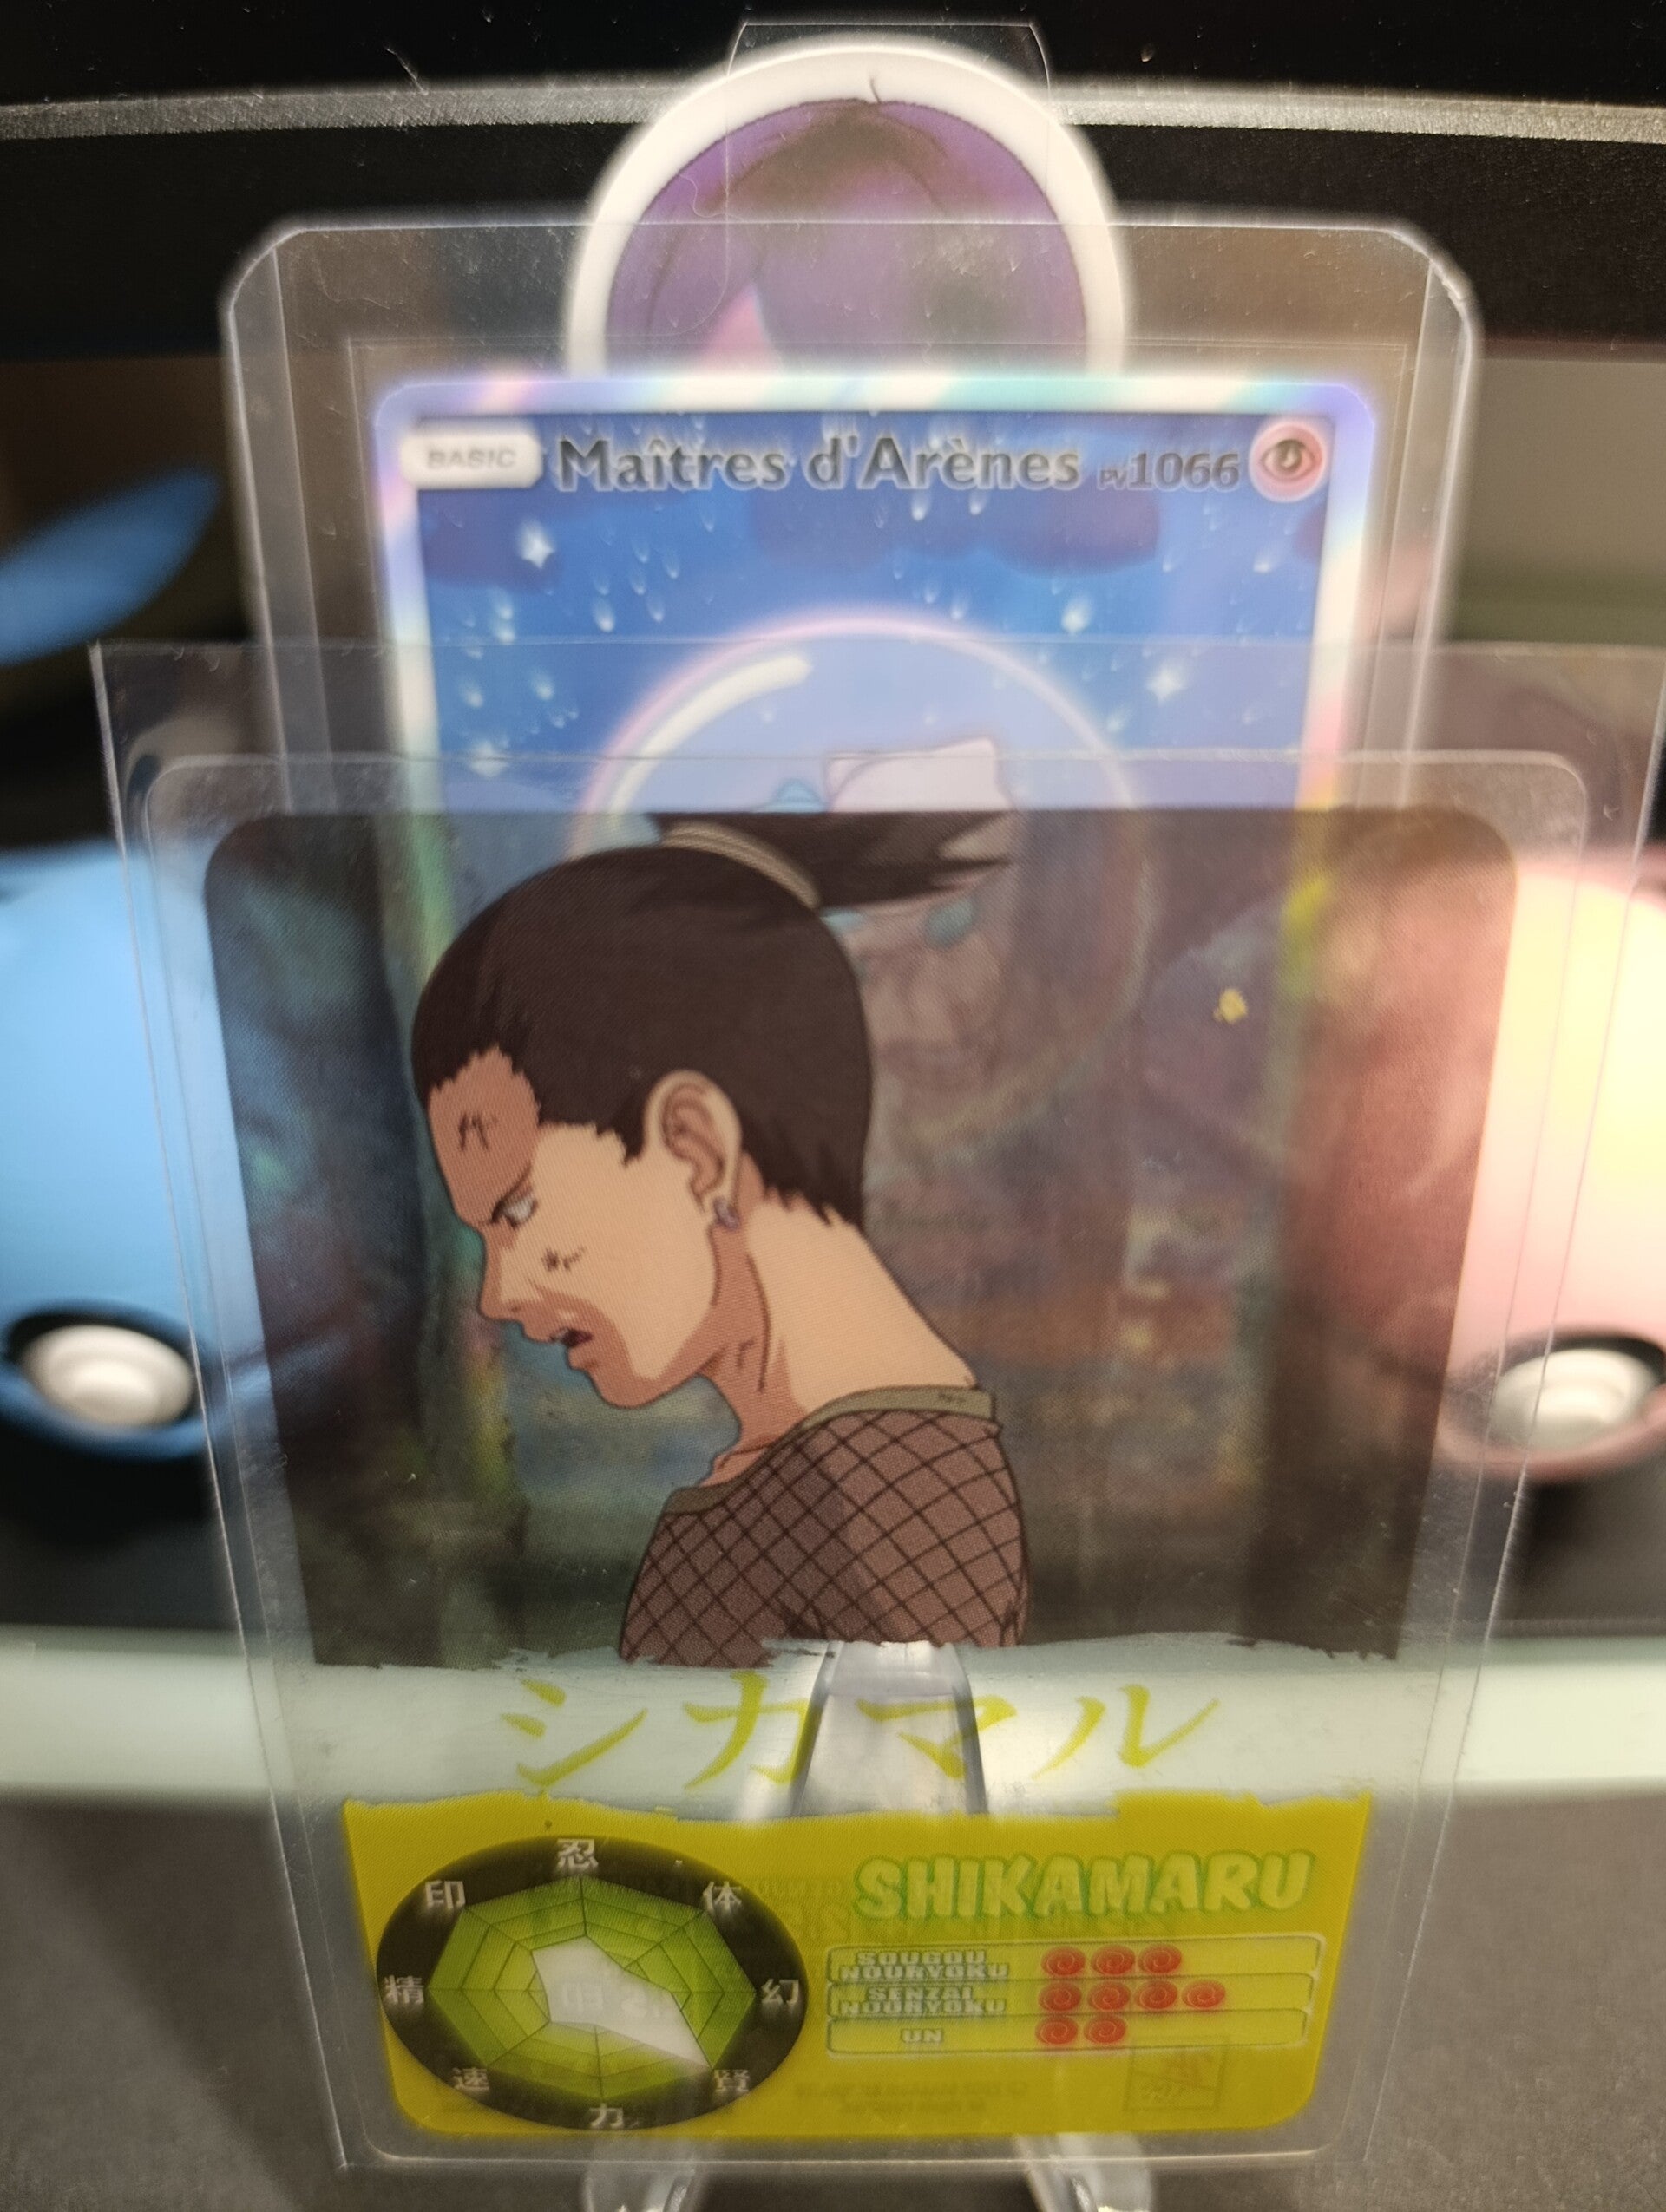 BASIC Maîtres d'Arènes PV1066
シカマル
忍
印 体
精 幻
速 賢
力
SHIKAMARU
SOUGOU
NOURYOKU
SENZAI
NOURYOKU
UN